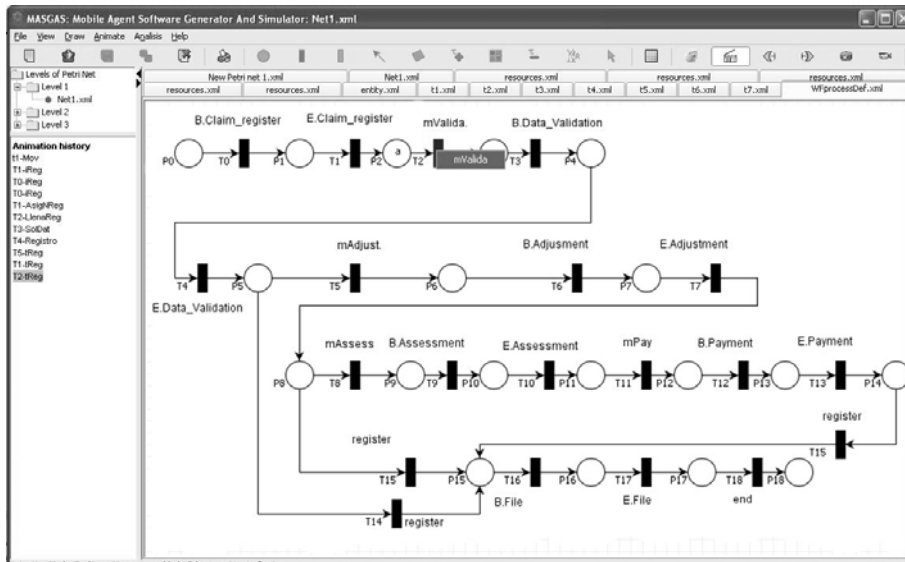 MASGAS: Mobile Agent Software Generator And Simulator: Net1.xml
File View Draw Animate Agalisis Help
Levels of Petri Net
Level 1
Net1.xml
Level 2
Level 3
New Petri net 1.xml Net1.xml resources.xml resources.xml resources.xml
resources.xml resources.xml entity.xml t1.xml t2.xml t3.xml t4.xml t5.xml t6.xml t7.xml WFprocessDef.xml
Animation history
t1-Mov
T1-iReg
T0-iReg
T0-iReg
T1-AsigNReg
T2-LlenaReg
T3-SolDat
T4-Registro
T5-tReg
T1-tReg
T2-tReg
B.Claim_register E.Claim_register mValida. B.Data_Validation
P0 T0 P1 T1 P2 a T2 mValida T3 P4
mAdjust. B.Adjusment E.Adjustment
T4 P5 T5 P6 T6 P7 T7
E.Data_Validation
mAssess B.Assessment E.Assessment mPay B.Payment E.Payment
P8 T8 P9 T9 P10 T10 P11 T11 P12 T12 P13 T13 P14
register
T15
register
T15 P15 T16 P16 T17 P17 T18 P18
B.File E.File end
T14 register